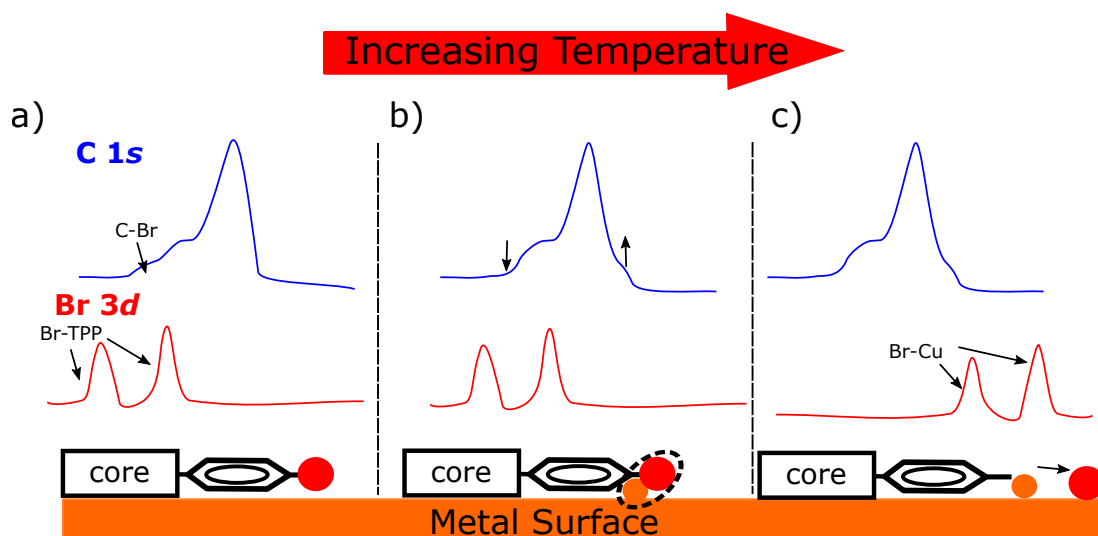 Increasing Temperature
a)
b)
c)
C 1s
C-Br
Br 3d
Br-TPP
Br-Cu
core
core
core
Metal Surface